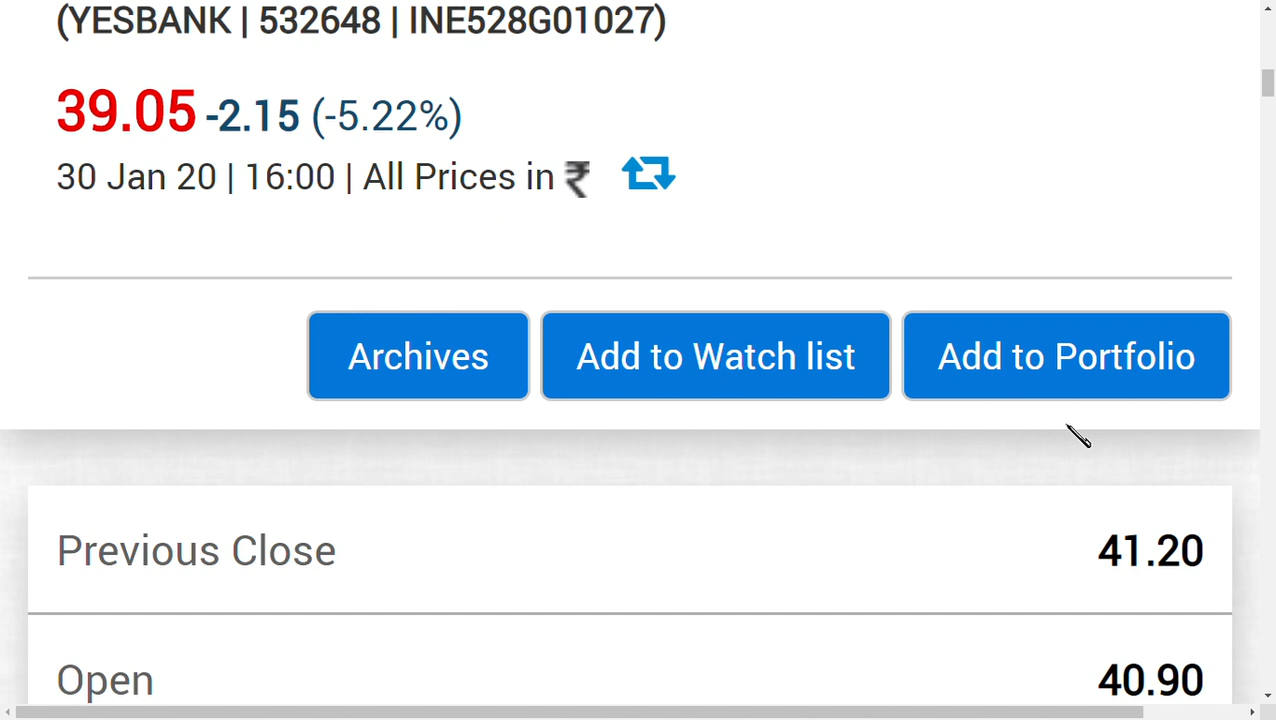 (YESBANK | 532648 | INE528G01027)
39.05 -2.15 (-5.22%)
30 Jan 20 | 16:00 | All Prices in ₹
Archives Add to Watch list Add to Portfolio
Previous Close 41.20
Open 40.90